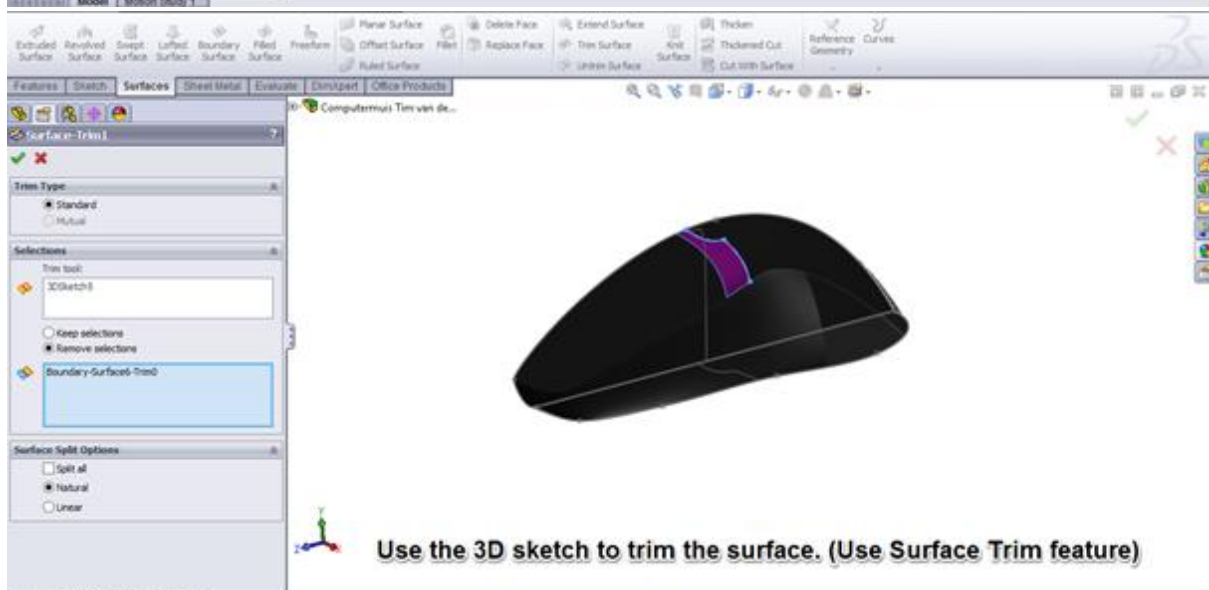 Model Motion Study 1
Planar Surface Delete Face Extend Surface Thicken
Extruded Surface Revolved Surface Swept Surface Lofted Surface Boundary Surface Filled Surface Freeform Offset Surface Fillet Replace Face Trim Surface Knit Surface Thickened Cut Reference Geometry Curves
Ruled Surface Untrim Surface Cut With Surface
Features Sketch Surfaces Sheet Metal Evaluate DimXpert Office Products
Computermuis Tim van de...
Surface-Trim1 ?
Trim Type
Standard
Mutual
Selections
Trim tool:
Keep selections
Remove selections
Boundary-Surface6-Trim0
Surface Split Options
Split all
Natural
Linear
Y
Z X
Use the 3D sketch to trim the surface. (Use Surface Trim feature)